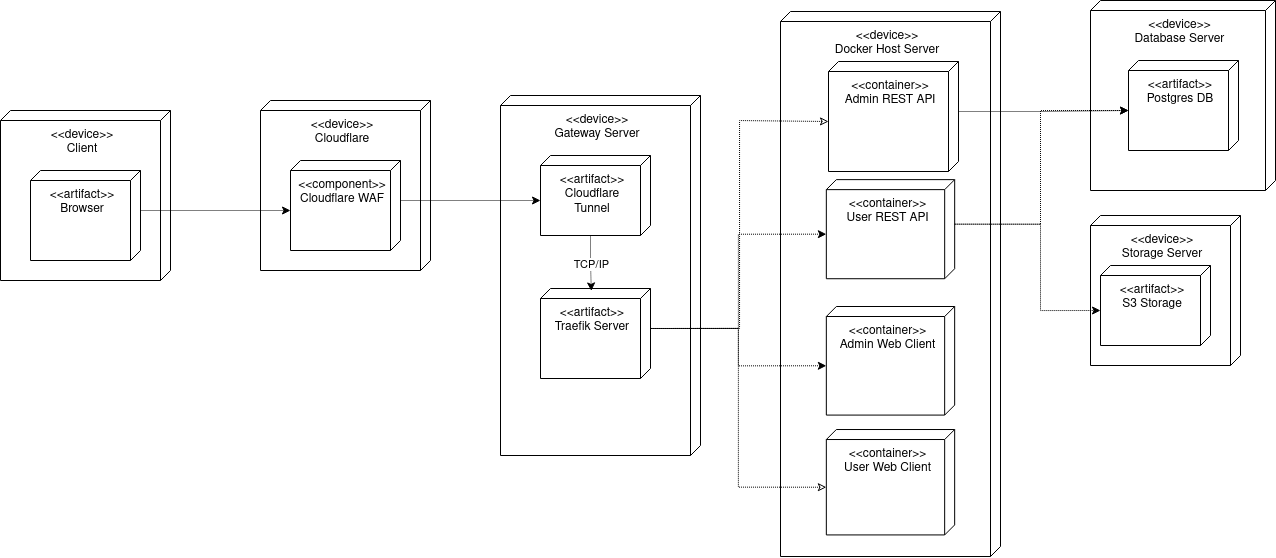 <<device>>
Client
<<artifact>>
Browser
<<device>>
Cloudflare
<<component>>
Cloudflare WAF
<<device>>
Gateway Server
<<artifact>>
Cloudflare
Tunnel
TCP/IP
<<artifact>>
Traefik Server
<<device>>
Docker Host Server
<<container>>
Admin REST API
<<container>>
User REST API
<<container>>
Admin Web Client
<<container>>
User Web Client
<<device>>
Database Server
<<artifact>>
Postgres DB
<<device>>
Storage Server
<<artifact>>
S3 Storage